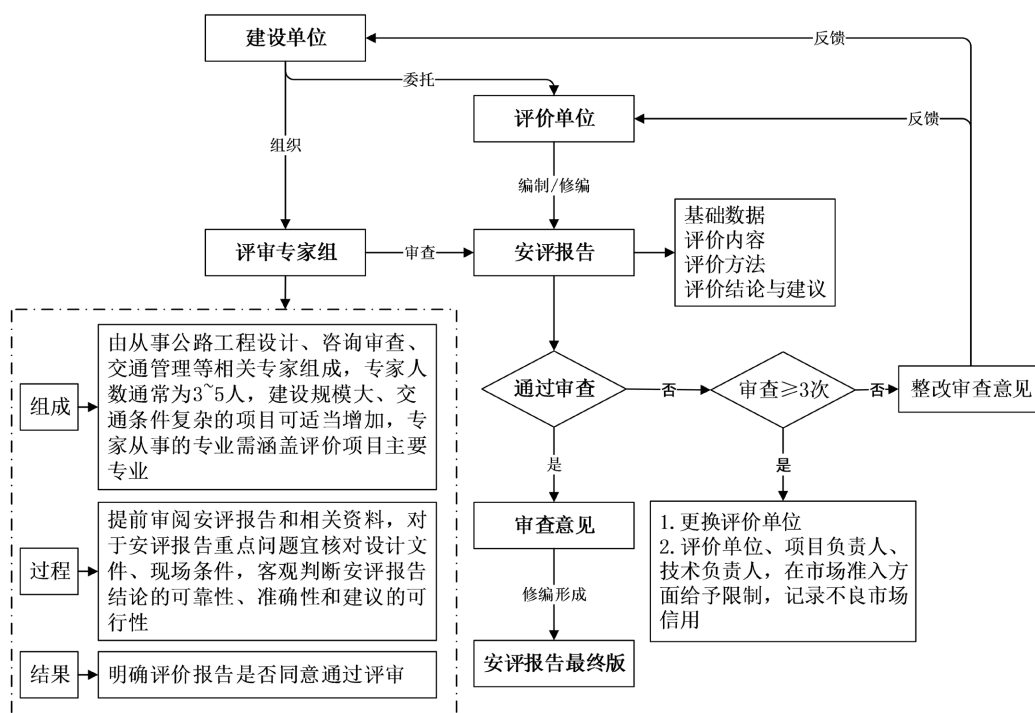 建设单位
反馈
委托
评价单位
反馈
组织
编制/修编
评审专家组
审查
安评报告
基础数据
评价内容
评价方法
评价结论与建议
组成
由从事公路工程设计、咨询审查、
交通管理等相关专家组成，专家人
数通常为3~5人，建设规模大、交
通条件复杂的项目可适当增加，专
家从事的专业需涵盖评价项目主要
专业
通过审查
否
审查≥3次
否
整改审查意见
是
是
过程
提前审阅安评报告和相关资料，对
于安评报告重点问题宜核对设计文
件、现场条件，客观判断安评报告
结论的可靠性、准确性和建议的可
行性
审查意见
1.更换评价单位
2.评价单位、项目负责人、
技术负责人，在市场准入方
面给予限制，记录不良市场
信用
修编形成
结果
明确评价报告是否同意通过评审
安评报告最终版